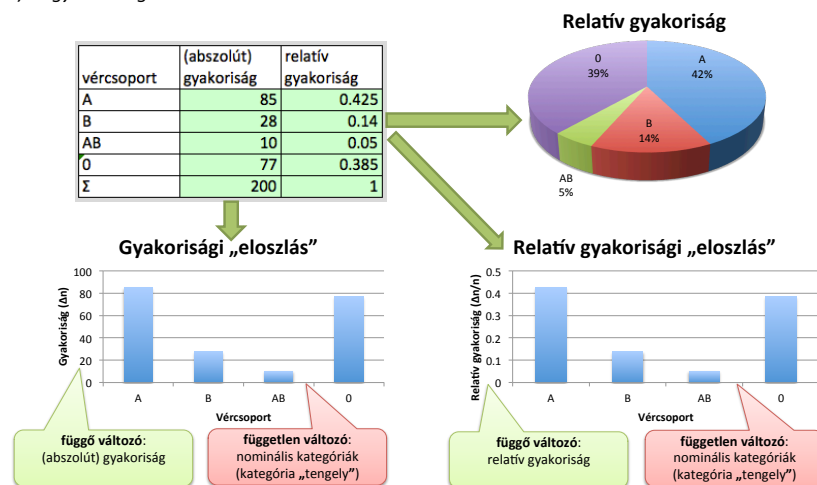 Relatív gyakoriság
vércsoport (abszolút) gyakoriság relatív gyakoriság
A 85 0.425
B 28 0.14
AB 10 0.05
0 77 0.385
Σ 200 1
0
39%
A
42%
B
14%
AB
5%
Gyakorisági „eloszlás”
Gyakoriság (Δn)
100
80
60
40
20
0
A B AB 0
Vércsoport
függő változó:
(abszolút) gyakoriság
független változó:
nominális kategóriák
(kategória „tengely”)
Relatív gyakorisági „eloszlás”
Relatív gyakoriság (Δn/n)
0.5
0.4
0.3
0.2
0.1
0
A B AB 0
Vércsoport
függő változó:
relatív gyakoriság
független változó:
nominális kategóriák
(kategória „tengely”)